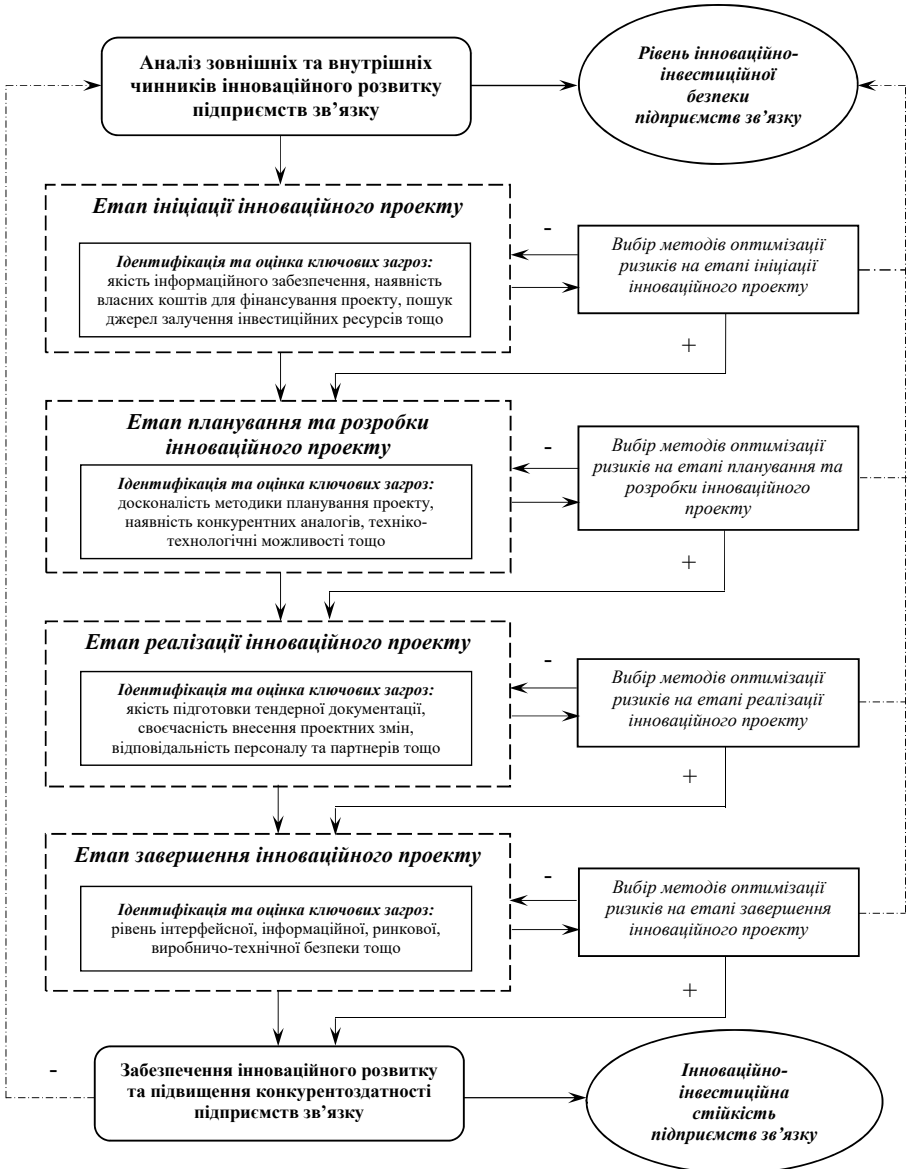 Аналіз зовнішніх та внутрішніх
чинників інноваційного розвитку
підприємств зв’язку
Рівень інноваційно-
інвестиційної
безпеки
підприємств зв’язку
Етап ініціації інноваційного проекту
Ідентифікація та оцінка ключових загроз:
якість інформаційного забезпечення, наявність
власних коштів для фінансування проекту, пошук
джерел залучення інвестиційних ресурсів тощо
-
Вибір методів оптимізації
ризиків на етапі ініціації
інноваційного проекту
+
Етап планування та розробки
інноваційного проекту
Ідентифікація та оцінка ключових загроз:
досконалість методики планування проекту,
наявність конкурентних аналогів, техніко-
технологічні можливості тощо
-
Вибір методів оптимізації
ризиків на етапі планування та
розробки інноваційного
проекту
+
Етап реалізації інноваційного проекту
Ідентифікація та оцінка ключових загроз:
якість підготовки тендерної документації,
своєчасність внесення проектних змін,
відповідальність персоналу та партнерів тощо
-
Вибір методів оптимізації
ризиків на етапі реалізації
інноваційного проекту
+
Етап завершення інноваційного проекту
Ідентифікація та оцінка ключових загроз:
рівень інтерфейсної, інформаційної, ринкової,
виробничо-технічної безпеки тощо
-
Вибір методів оптимізації
ризиків на етапі завершення
інноваційного проекту
+
-
Забезпечення інноваційного розвитку
та підвищення конкурентоздатності
підприємств зв’язку
Інноваційно-
інвестиційна
стійкість
підприємств зв’язку